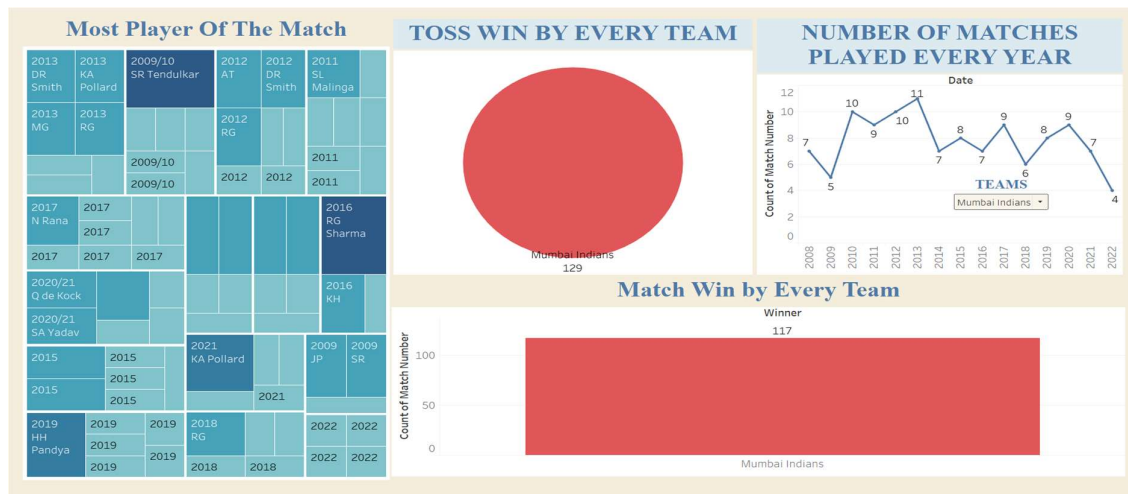 Most Player Of The Match
2013
DR
Smith
2013
KA
Pollard
2009/10
SR Tendulkar
2012
AT
2012
DR
Smith
2011
SL
Malinga
2013
MG
2013
RG
2012
RG
2009/10
2009/10
2012
2012
2011
2011
2017
N Rana
2017
2017
2017
2017
2017
2016
RG
Sharma
2020/21
Q de Kock
2020/21
SA Yadav
2016
KH
2015
2015
2015
2015
2015
2021
KA Pollard
2021
2009
JP
2009
SR
2019
HH
Pandya
2019
2019
2019
2019
2019
2018
RG
2018
2018
2022
2022
2022
2022
TOSS WIN BY EVERY TEAM
Mumbai Indians
129
NUMBER OF MATCHES
PLAYED EVERY YEAR
Date
Count of Match Number
12
10
8
6
4
2
0
7
5
10
9
10
11
7
8
7
9
6
8
9
7
4
TEAMS
Mumbai Indians
2008
2009
2010
2011
2012
2013
2014
2015
2016
2017
2018
2019
2020
2021
2022
Match Win by Every Team
Winner
117
Count of Match Number
100
50
0
Mumbai Indians